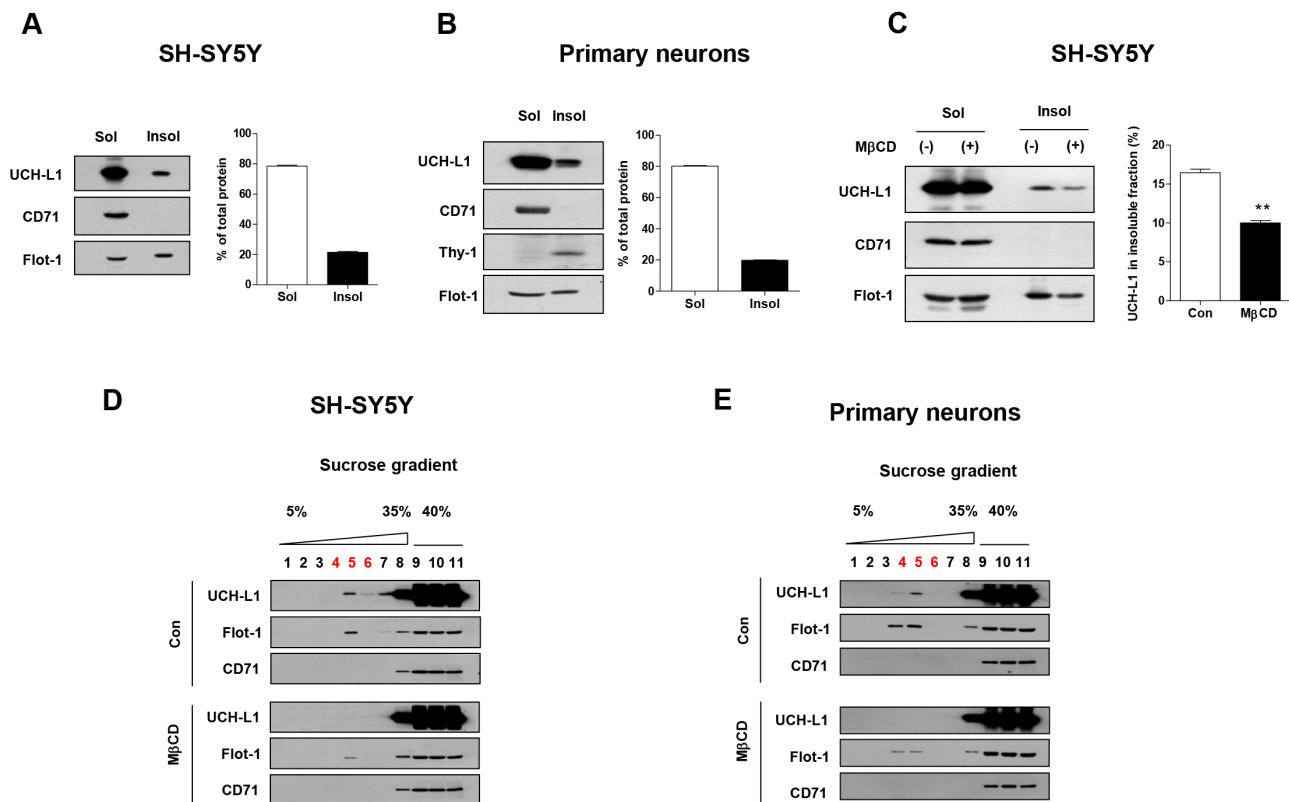 A
SH-SY5Y
Sol Insol
UCH-L1
CD71
Flot-1
% of total protein
100
80
60
40
20
0
Sol Insol
B
Primary neurons
Sol Insol
UCH-L1
CD71
Thy-1
Flot-1
% of total protein
100
80
60
40
20
0
Sol Insol
C
SH-SY5Y
Sol Insol
MβCD (-) (+) (-) (+)
UCH-L1
CD71
Flot-1
UCH-L1 in insoluble fraction (%)
20
15
10
5
0
**
Con MβCD
D
SH-SY5Y
Sucrose gradient
5% 35% 40%
1 2 3 4 5 6 7 8 9 10 11
Con
UCH-L1
Flot-1
CD71
MβCD
UCH-L1
Flot-1
CD71
E
Primary neurons
Sucrose gradient
5% 35% 40%
1 2 3 4 5 6 7 8 9 10 11
Con
UCH-L1
Flot-1
CD71
MβCD
UCH-L1
Flot-1
CD71